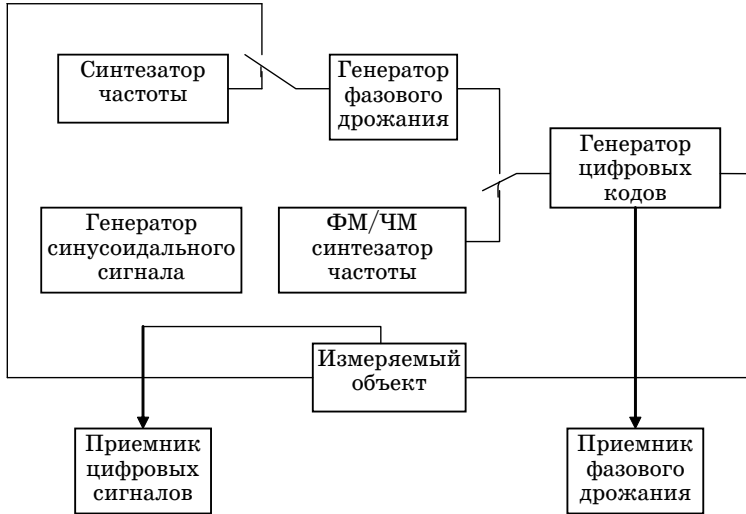 Синтезатор
частоты
Генератор
фазового
дрожания
Генератор
цифровых
кодов
Генератор
синусоидального
сигнала
ФМ/ЧМ
синтезатор
частоты
Измеряемый
объект
Приемник
цифровых
сигналов
Приемник
фазового
дрожания